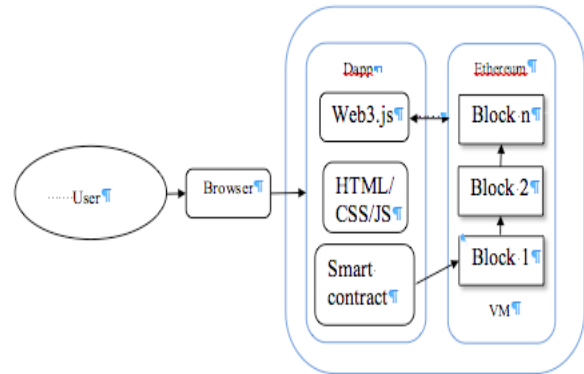 Dapp¶
Ethereum¶
Web3.js¶
Block·n¶
User¶
Browser¶
HTML/
CSS/JS¶
Block·2¶
Smart·
contract¶
Block·1¶
VM¶